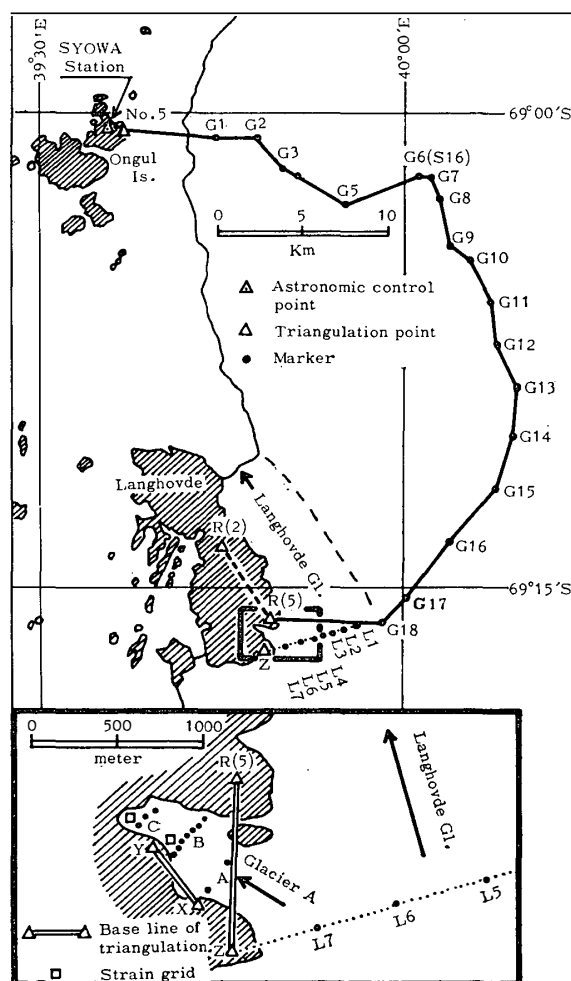 39°30'E
40°00'E
SYOWA
Station
No.5
69°00'S
G1
G2
G3
G6(S16)
G7
Ongul
Is.
G5
G8
0
5
10
Km
G9
G10
Astronomic control
point
G11
Triangulation point
G12
Marker
G13
G14
Langhovde
G15
Langhovde Gl.
R(2)
G16
69°15'S
R(5)
G17
G18
L1
L2
L3
Z
L4
L5
L6
L7
0
500
1000
meter
R(5)
Langhovde Gl.
C
B
Y
A
Glacier A
X
L5
L6
L7
Z
Base line of
triangulation
Strain grid